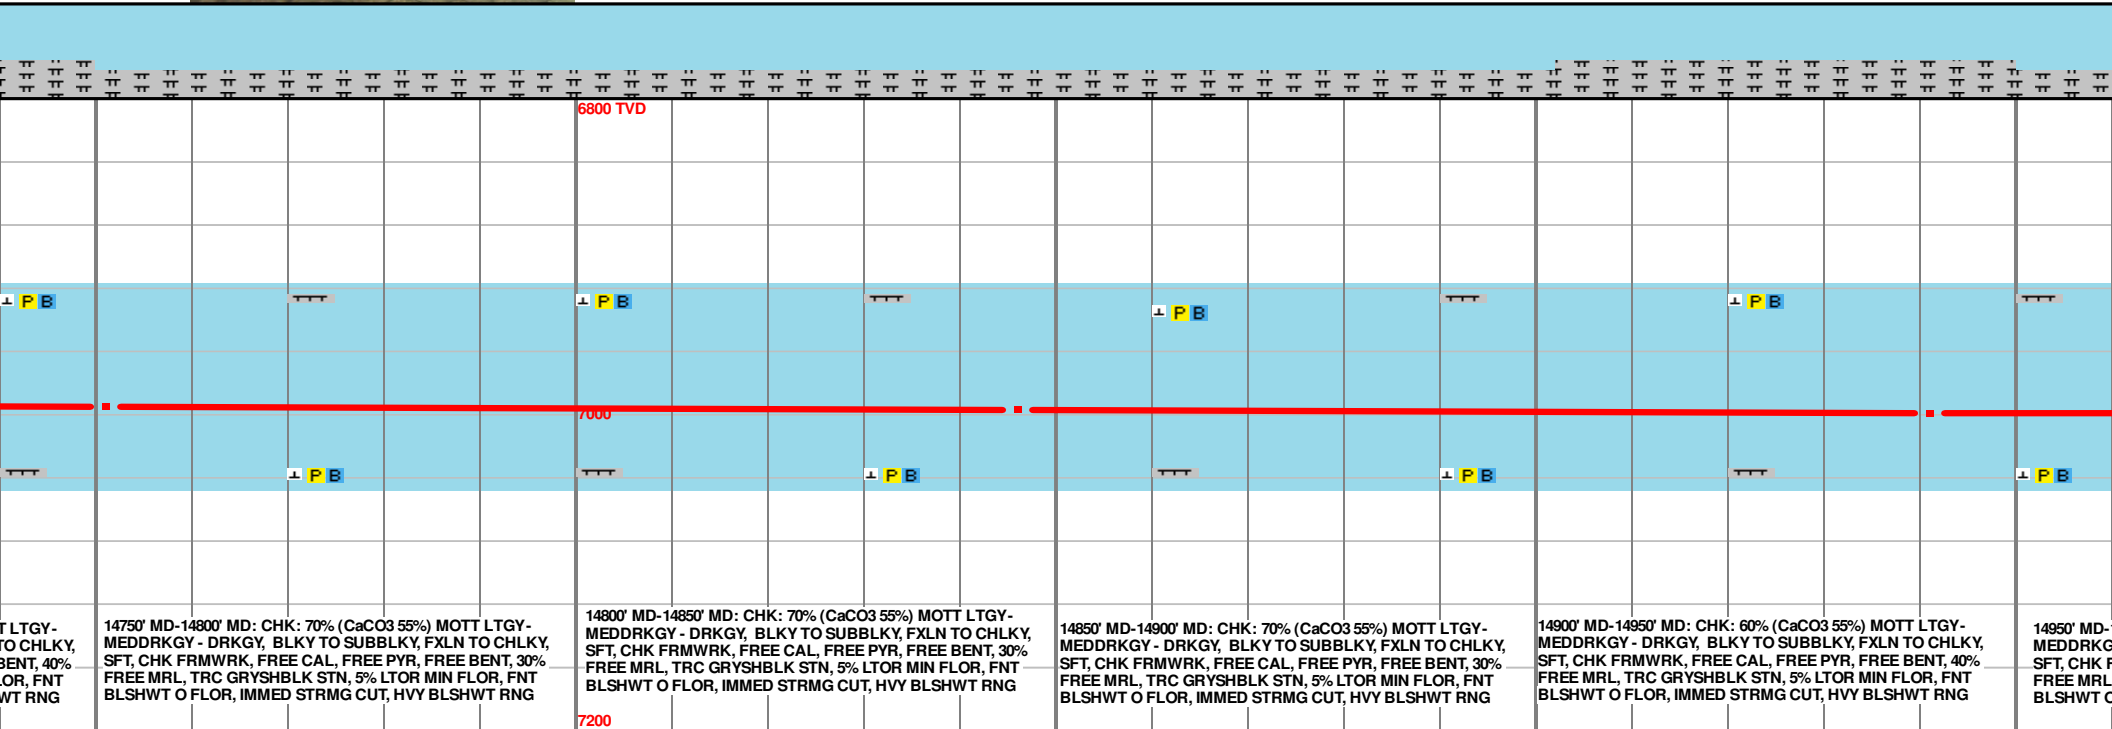 6800 TVD
P B
P B
P B
P B
7000
P B
P B
P B
P B
T LTGY-
TO CHLKY,
BENT, 40%
LOR, FNT
WT RNG
14750' MD-14800' MD: CHK: 70% (CaCO3 55%) MOTT LTGY-
MEDDRKGY - DRKGY, BLKY TO SUBBLKY, FXLN TO CHLKY,
SFT, CHK FRMWRK, FREE CAL, FREE PYR, FREE BENT, 30%
FREE MRL, TRC GRYSHBLK STN, 5% LTOR MIN FLOR, FNT
BLSHWT O FLOR, IMMED STRMG CUT, HVY BLSHWT RNG
14800' MD-14850' MD: CHK: 70% (CaCO3 55%) MOTT LTGY-
MEDDRKGY - DRKGY, BLKY TO SUBBLKY, FXLN TO CHLKY,
SFT, CHK FRMWRK, FREE CAL, FREE PYR, FREE BENT, 30%
FREE MRL, TRC GRYSHBLK STN, 5% LTOR MIN FLOR, FNT
BLSHWT O FLOR, IMMED STRMG CUT, HVY BLSHWT RNG
14850' MD-14900' MD: CHK: 70% (CaCO3 55%) MOTT LTGY-
MEDDRKGY - DRKGY, BLKY TO SUBBLKY, FXLN TO CHLKY,
SFT, CHK FRMWRK, FREE CAL, FREE PYR, FREE BENT, 30%
FREE MRL, TRC GRYSHBLK STN, 5% LTOR MIN FLOR, FNT
BLSHWT O FLOR, IMMED STRMG CUT, HVY BLSHWT RNG
14900' MD-14950' MD: CHK: 60% (CaCO3 55%) MOTT LTGY-
MEDDRKGY - DRKGY, BLKY TO SUBBLKY, FXLN TO CHLKY,
SFT, CHK FRMWRK, FREE CAL, FREE PYR, FREE BENT, 40%
FREE MRL, TRC GRYSHBLK STN, 5% LTOR MIN FLOR, FNT
BLSHWT O FLOR, IMMED STRMG CUT, HVY BLSHWT RNG
14950' MD-
MEDDRKG
SFT, CHK F
FREE MRL
BLSHWT O
7200